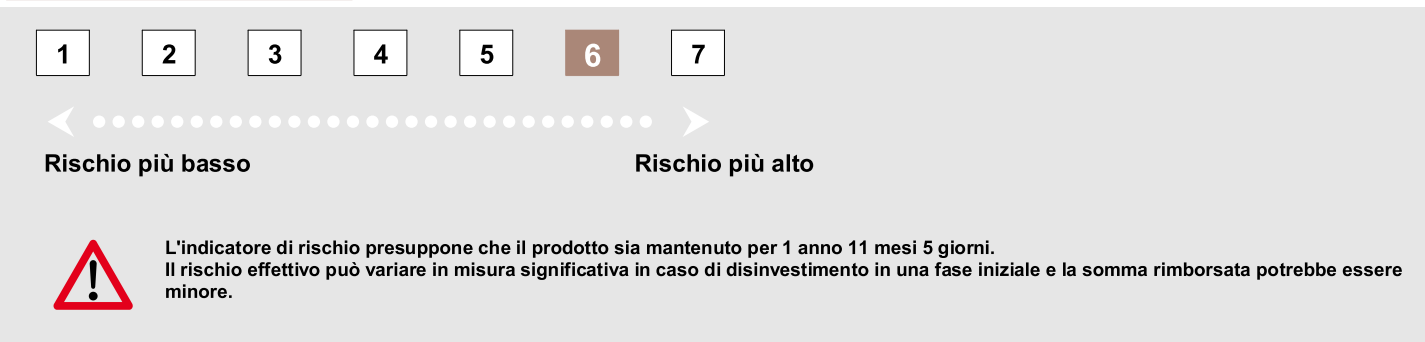 1 2 3 4 5 6 7
Rischio più basso Rischio più alto
L'indicatore di rischio presuppone che il prodotto sia mantenuto per 1 anno 11 mesi 5 giorni.
Il rischio effettivo può variare in misura significativa in caso di disinvestimento in una fase iniziale e la somma rimborsata potrebbe essere
minore.